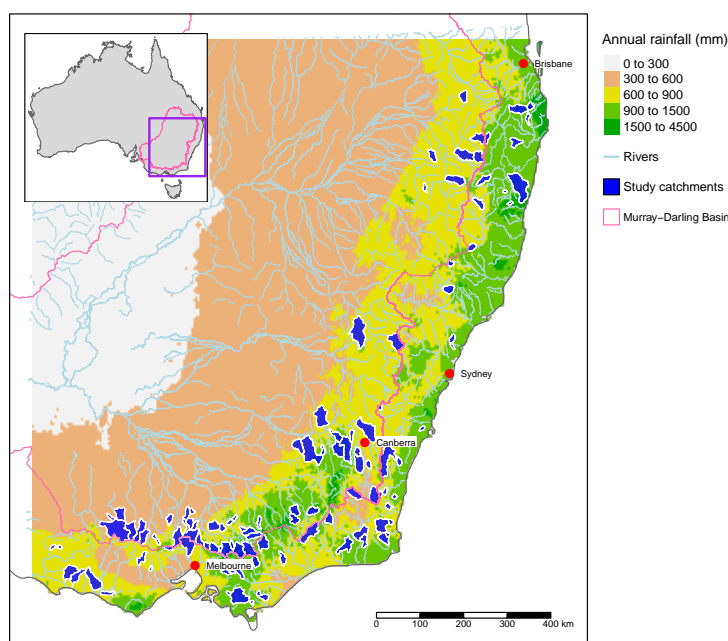 Annual rainfall (mm)
0 to 300
300 to 600
600 to 900
900 to 1500
1500 to 4500
Rivers
Study catchments
Murray−Darling Basin
Brisbane
Sydney
Canberra
Melbourne
0 100 200 300 400 km